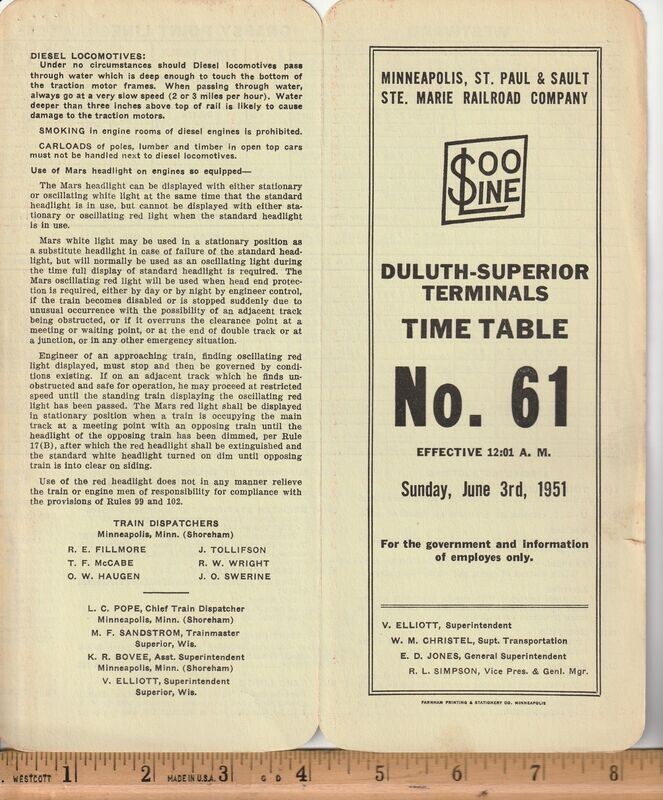 DIESEL LOCOMOTIVES:
Under no circumstances should Diesel locomotives pass
through water which is deep enough to touch the bottom of
the traction motor frames. When passing through water,
always go at a very slow speed (2 or 3 miles per hour). Water
deeper than three inches above top of rail is likely to cause
damage to the traction motors.
SMOKING in engine rooms of diesel engines is prohibited.
CARLOADS of poles, lumber and timber in open top cars
must not be handled next to diesel locomotives.
Use of Mars headlight on engines so equipped—
The Mars headlight can be displayed with either stationary
or oscillating white light at the same time that the standard
headlight is in use, but cannot be displayed with either sta-
tionary or oscillating red light when the standard headlight
is in use.
Mars white light may be used in a stationary position as
a substitute headlight in case of failure of the standard head-
light, but will normally be used as an oscillating light during
the time full display of standard headlight is required. The
Mars oscillating red light will be used when head end protec-
tion is required, either by day or by night by engineer control,
if the train becomes disabled or is stopped suddenly due to
unusual occurrence with the possibility of an adjacent track
being obstructed, or if it overruns the clearance point at a
meeting or waiting point, or at the end of double track or at
a junction, or in any other emergency situation.
Engineer of an approaching train, finding oscillating red
light displayed, must stop and then be governed by condi-
tions existing. If on an adjacent track which he finds un-
obstructed and safe for operation, he may proceed at restricted
speed until the standing train displaying the oscillating red
light has been passed. The Mars red light shall be displayed
in stationary position when a train is occupying the main
track at a meeting point with an opposing train until the
headlight of the opposing train has been dimmed, per Rule
17(B), after which the red headlight shall be extinguished and
the standard white headlight turned on dim until opposing
train is into clear on siding.
Use of the red headlight does not in any manner relieve
the train or engine men of responsibility for compliance with
the provisions of Rules 99 and 102.
TRAIN DISPATCHERS
Minneapolis, Minn. (Shoreham)
R. E. FILLMORE J. TOLLIFSON
T. F. McCABE R. W. WRIGHT
O. W. HAUGEN J. O. SWERINE
L. C. POPE, Chief Train Dispatcher
Minneapolis, Minn. (Shoreham)
M. F. SANDSTROM, Trainmaster
Superior, Wis.
K. R. BOVEE, Asst. Superintendent
Minneapolis, Minn. (Shoreham)
V. ELLIOTT, Superintendent
Superior, Wis.
MINNEAPOLIS, ST. PAUL & SAULT
STE. MARIE RAILROAD COMPANY
SOO
LINE
DULUTH-SUPERIOR
TERMINALS
TIME TABLE
No. 61
EFFECTIVE 12:01 A. M.
Sunday, June 3rd, 1951
For the government and information
of employes only.
V. ELLIOTT, Superintendent
W. M. CHRISTEL, Supt. Transportation
E. D. JONES, General Superintendent
R. L. SIMPSON, Vice Pres. & Genl. Mgr.
FARNHAM PRINTING & STATIONERY CO. MINNEAPOLIS
WESTCOTT 1 2 MADE IN U.S.A. 3 4 5 6 7 8